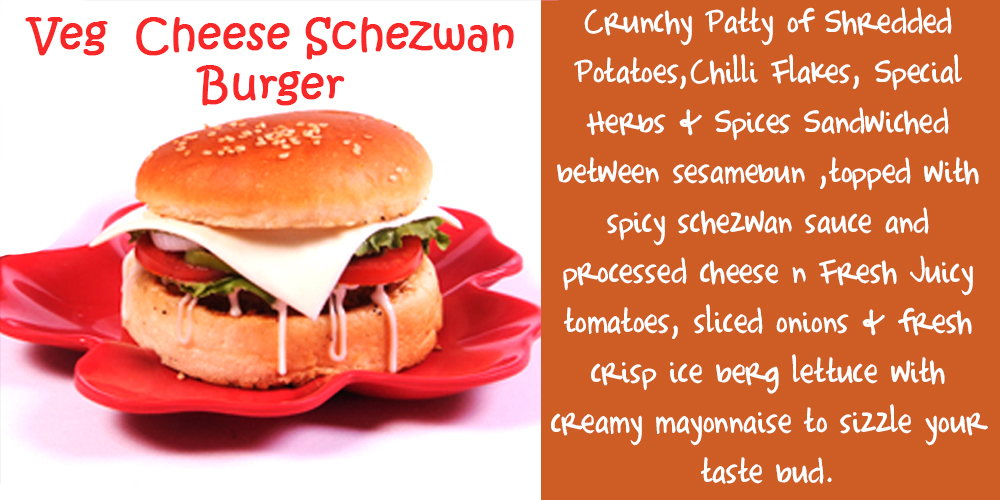 Veg Cheese Schezwan
Burger
Crunchy Patty of Shredded
Potatoes,Chilli Flakes, Special
Herbs & Spices Sandwiched
between sesamebun ,topped with
spicy schezwan sauce and
processed cheese n Fresh Juicy
tomatoes, sliced onions & fresh
crisp ice berg lettuce with
creamy mayonnaise to sizzle your
taste bud.